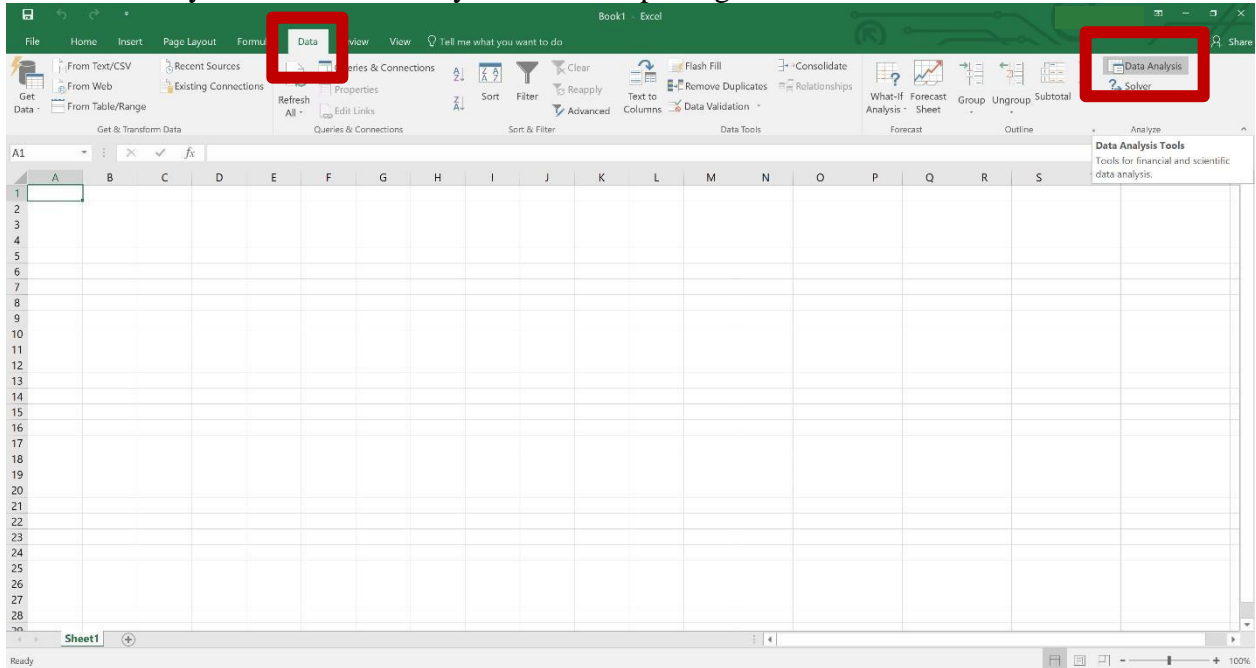 Book1 - Excel
File Home Insert Page Layout Formul Data view View Tell me what you want to do Share
From Text/CSV
From Web
From Table/Range
Get Data
Recent Sources
Existing Connections
Get & Transform Data
Refresh All
Queries & Connections
Properties
Edit Links
Queries & Connections
Sort
Filter
Clear
Reapply
Advanced
Sort & Filter
Text to Columns
Flash Fill
Remove Duplicates
Data Validation
Consolidate
Relationships
Data Tools
What-If Analysis
Forecast Sheet
Forecast
Group
Ungroup
Subtotal
Outline
Data Analysis
Solver
Analyze
A1 fx
Data Analysis Tools
Tools for financial and scientific
data analysis.
A B C D E F G H I J K L M N O P Q R S
1
2
3
4
5
6
7
8
9
10
11
12
13
14
15
16
17
18
19
20
21
22
23
24
25
26
27
28
Sheet1
Ready 100%